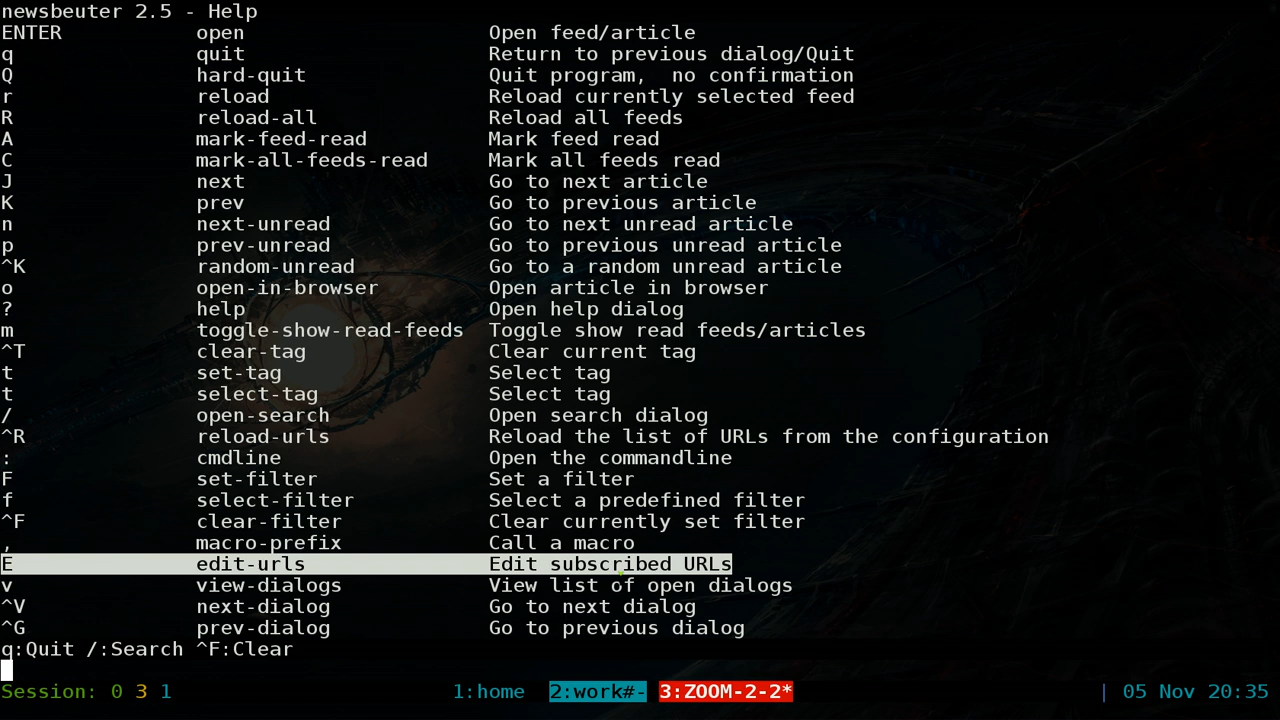 newsbeuter 2.5 - Help
ENTER open Open feed/article
q quit Return to previous dialog/Quit
Q hard-quit Quit program,  no confirmation
r reload Reload currently selected feed
R reload-all Reload all feeds
A mark-feed-read Mark feed read
C mark-all-feeds-read Mark all feeds read
J next Go to next article
K prev Go to previous article
n next-unread Go to next unread article
p prev-unread Go to previous unread article
^K random-unread Go to a random unread article
o open-in-browser Open article in browser
? help Open help dialog
m toggle-show-read-feeds Toggle show read feeds/articles
^T clear-tag Clear current tag
t set-tag Select tag
t select-tag Select tag
/ open-search Open search dialog
^R reload-urls Reload the list of URLs from the configuration
: cmdline Open the commandline
F set-filter Set a filter
f select-filter Select a predefined filter
^F clear-filter Clear currently set filter
, macro-prefix Call a macro
E edit-urls Edit subscribed URLs
v view-dialogs View list of open dialogs
^V next-dialog Go to next dialog
^G prev-dialog Go to previous dialog
q:Quit /:Search ^F:Clear
Session: 0 3 1 1:home 2:work#- 3:ZOOM-2-2* | 05 Nov 20:35